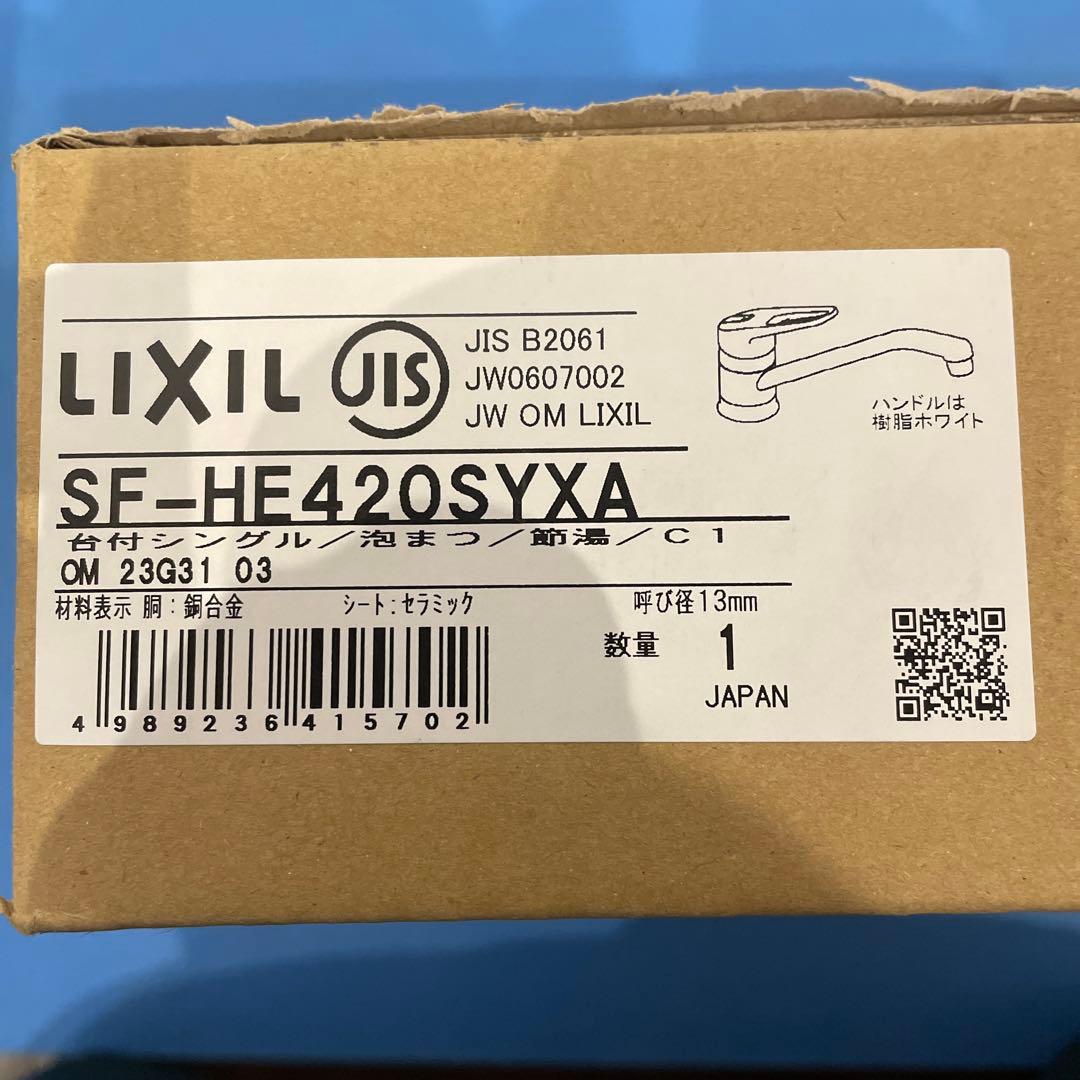 LIXIL
JIS
JIS B2061
JW0607002
JW OM LIXIL
ハンドルは
樹脂ホワイト
SF-HE420SYXA
台付シングル/泡まつ/節湯/C1
OM 23G31 03
材料表示 胴:銅合金 シート:セラミック 呼び径13mm
数量 1
JAPAN
4989236415702